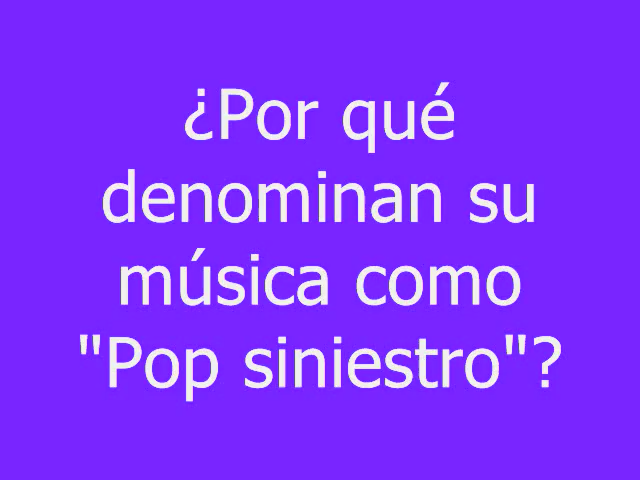 ¿Por qué
denominan su
música como
"Pop siniestro"?